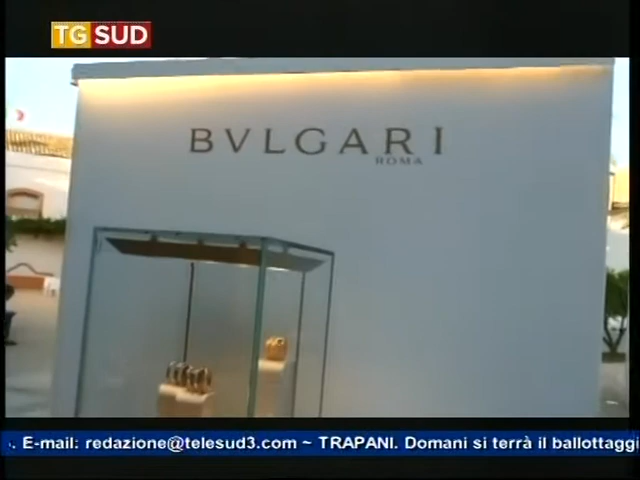 TG SUD
BVLGARI
ROMA
. E-mail: redazione@telesud3.com ~ TRAPANI. Domani si terrà il ballottaggi